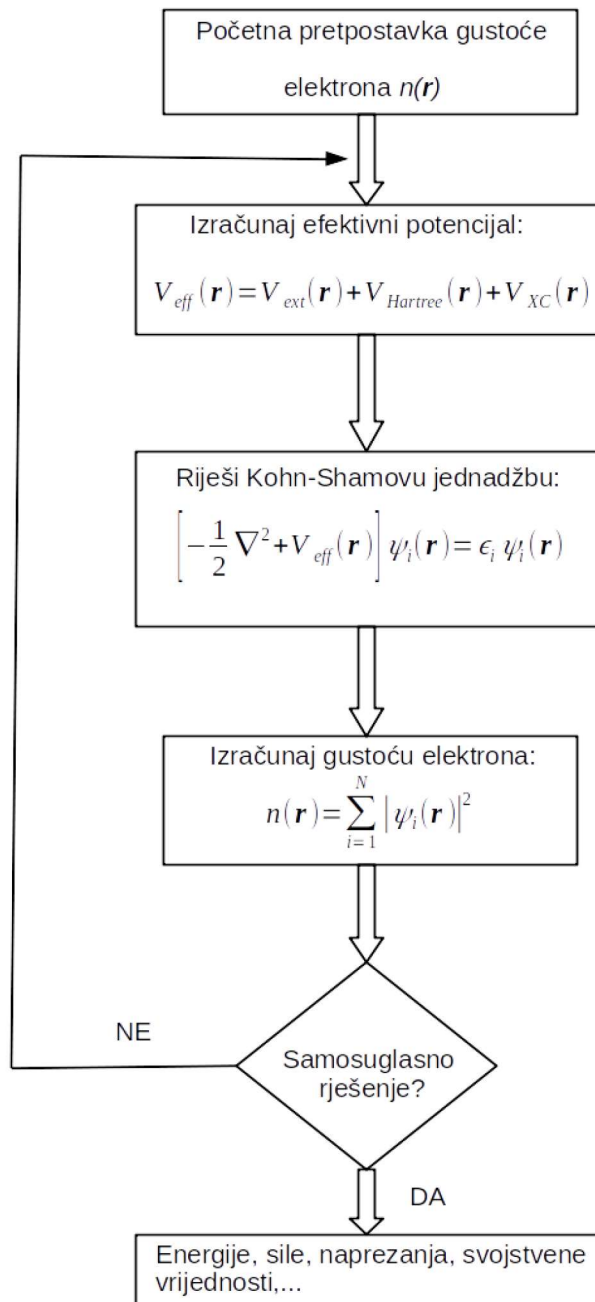 Početna pretpostavka gustoće
elektrona n(r)
Izračunaj efektivni potencijal:
V_eff(r)=V_ext(r)+V_Hartree(r)+V_XC(r)
Riješi Kohn-Shamovu jednadžbu:
[-1/2 ∇²+V_eff(r)] ψ_i(r)= ϵ_i ψ_i(r)
Izračunaj gustoću elektrona:
n(r)=∑_{i=1}^{N} |ψ_i(r)|²
NE
Samosuglasno
rješenje?
DA
Energije, sile, naprezanja, svojstvene
vrijednosti,...